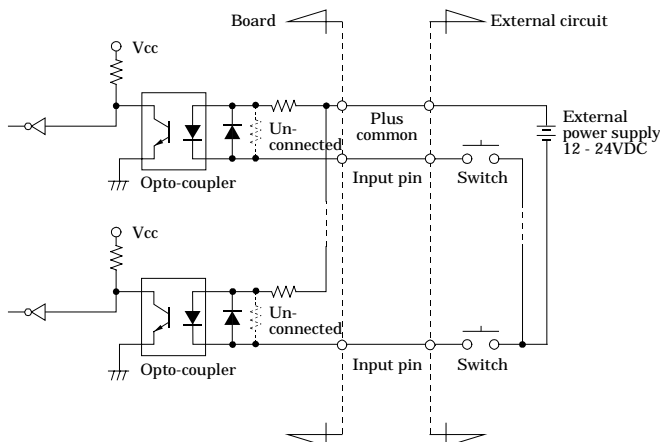 Board
External circuit
Vcc
Un-
connected
Plus
common
External
power supply
12 - 24VDC
Opto-coupler
Input pin
Switch
Vcc
Un-
connected
Opto-coupler
Input pin
Switch